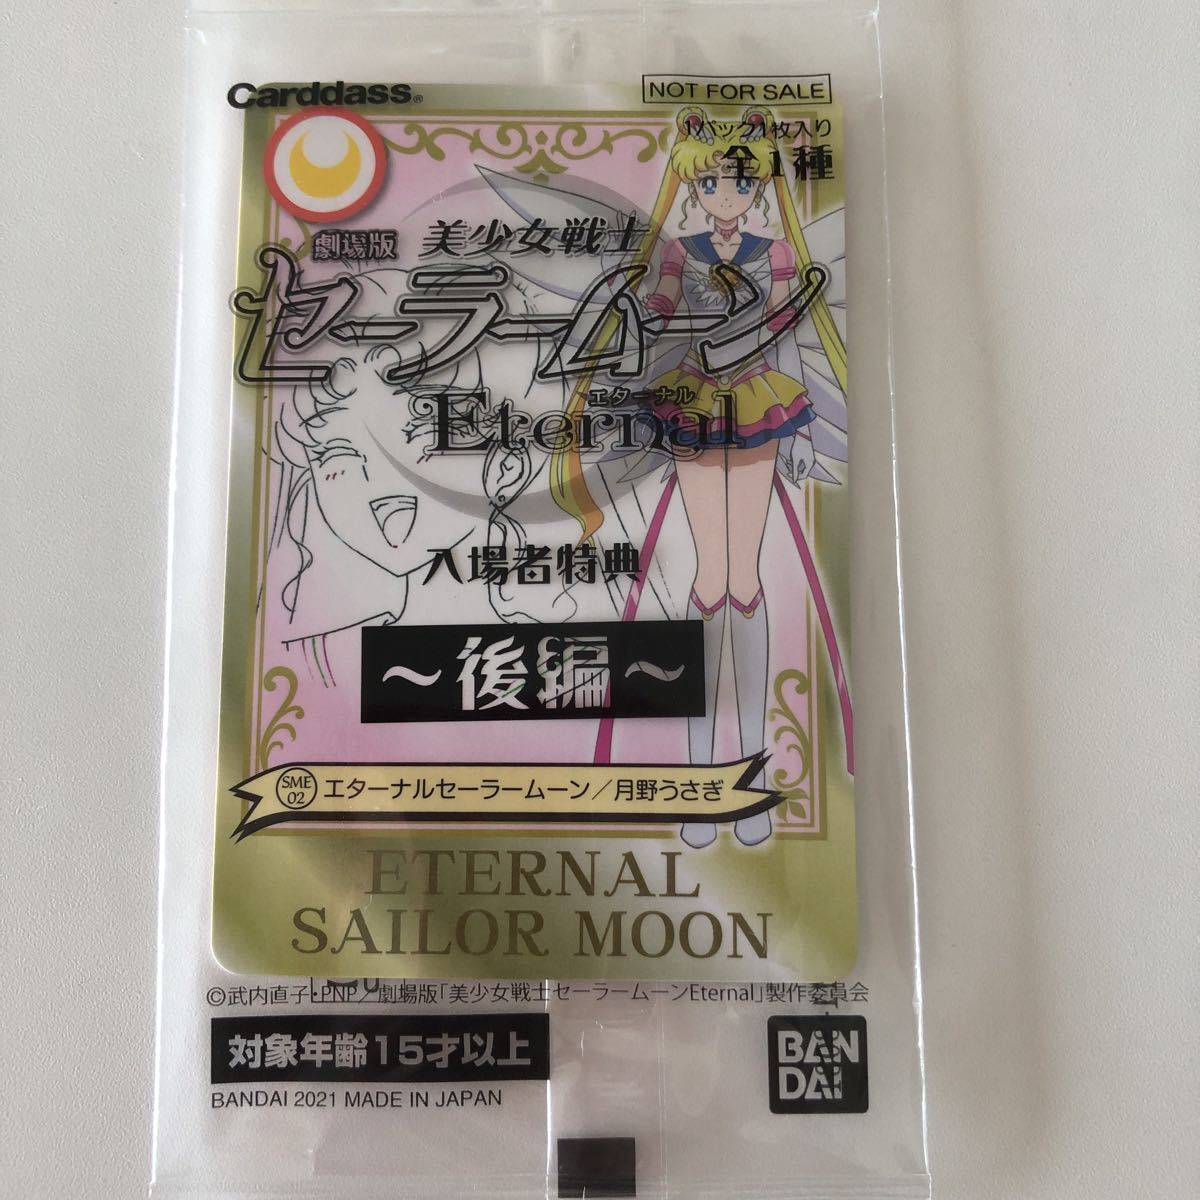 Carddass®
NOT FOR SALE
1パック1枚入り
全1種
劇場版 美少女戦士
セーラームーン
エターナル
Eternal
入場者特典
～後編～
SME
02
エターナルセーラームーン／月野うさぎ
ETERNAL
SAILOR MOON
©武内直子・PNP／劇場版「美少女戦士セーラームーンEternal」製作委員会
対象年齢15才以上
BAN
DAI
BANDAI 2021 MADE IN JAPAN